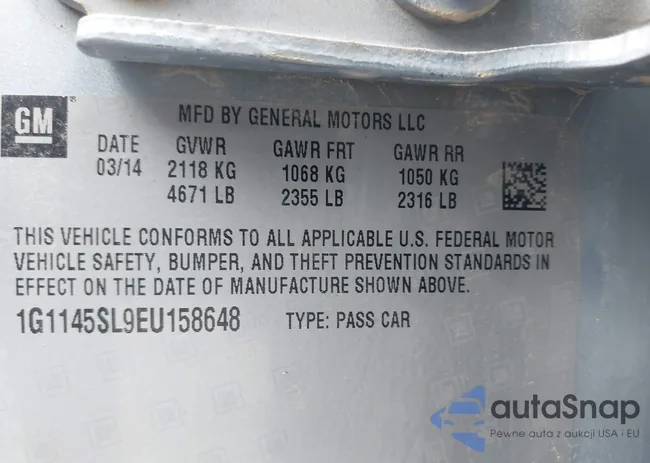 GM
MFD BY GENERAL MOTORS LLC
DATE GVWR GAWR FRT GAWR RR
03/14 2118 KG 1068 KG 1050 KG
4671 LB 2355 LB 2316 LB
THIS VEHICLE CONFORMS TO ALL APPLICABLE U.S. FEDERAL MOTOR
VEHICLE SAFETY, BUMPER, AND THEFT PREVENTION STANDARDS IN
EFFECT ON THE DATE OF MANUFACTURE SHOWN ABOVE.
1G1145SL9EU158648 TYPE: PASS CAR
autoSnap
Pewne auta z aukcji USA i EU